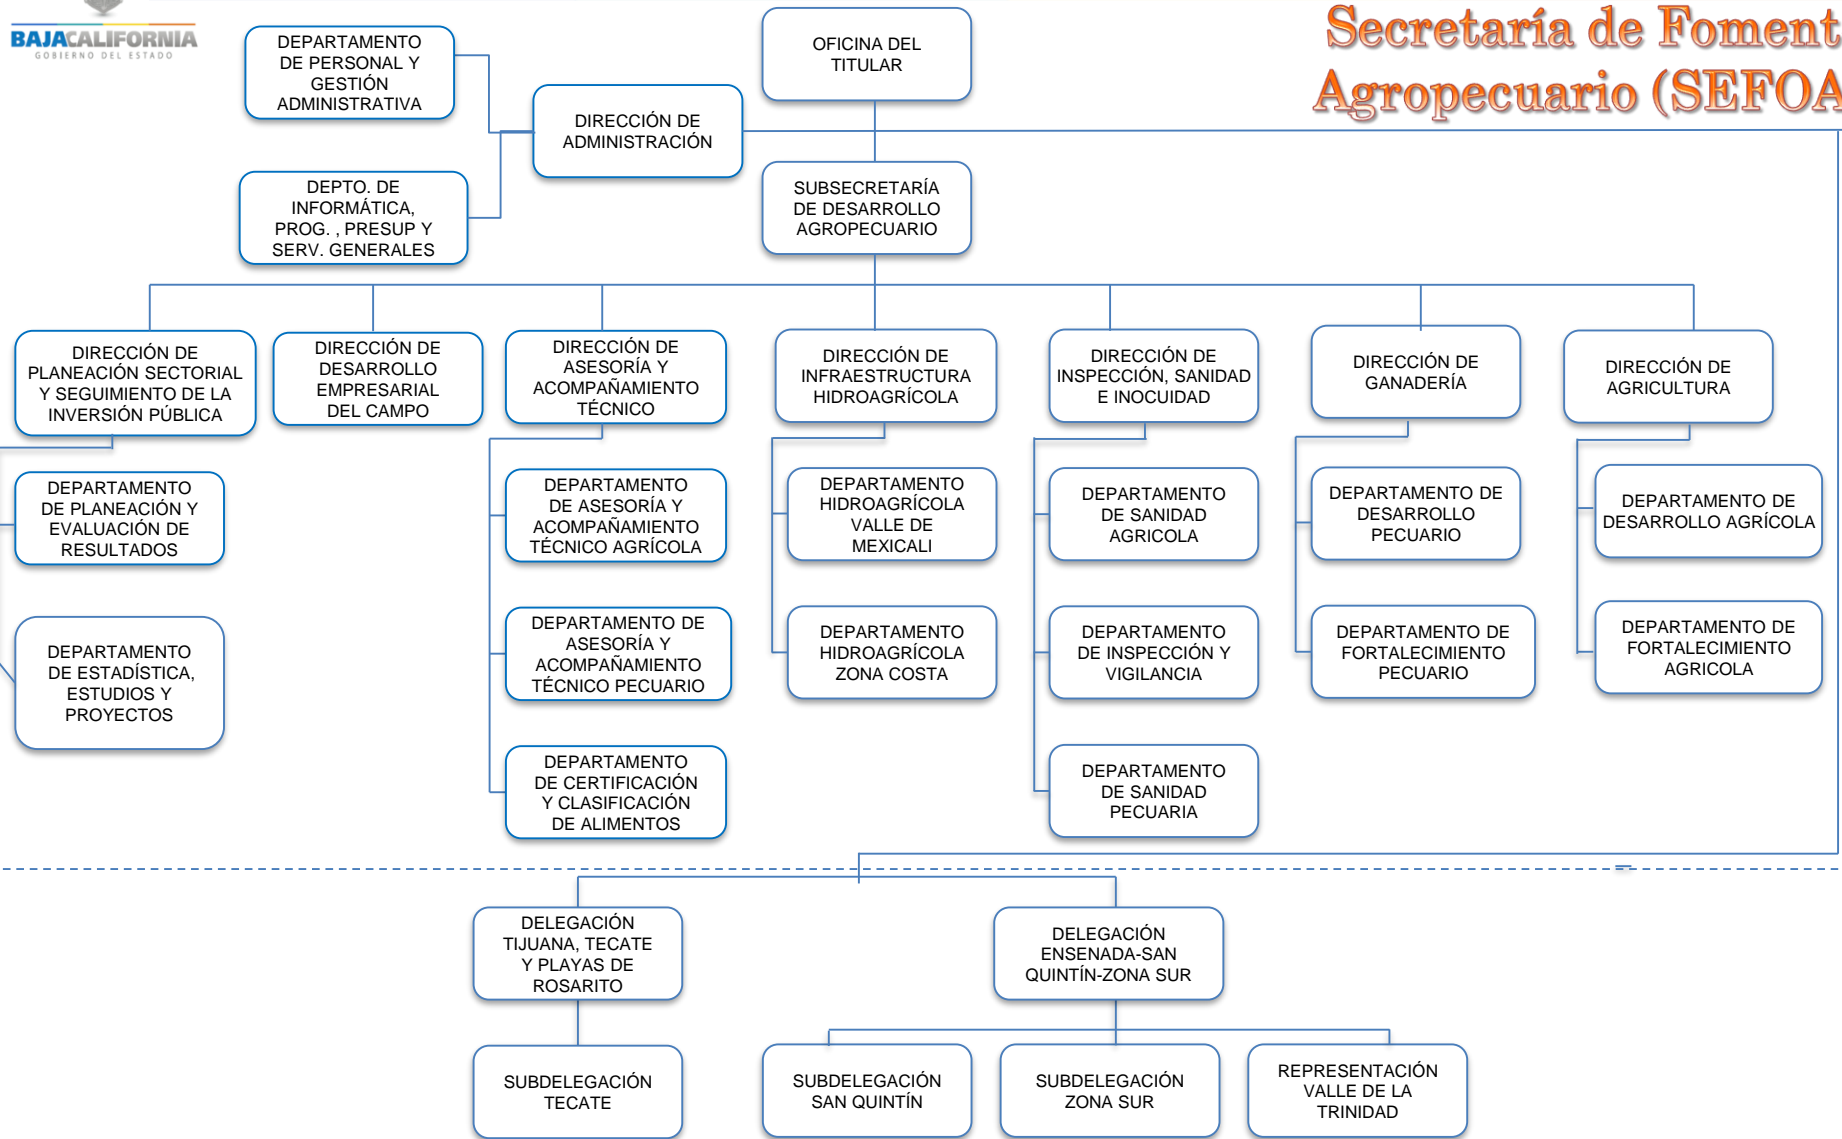 BAJACALIFORNIA
GOBIERNO DEL ESTADO
Secretaría de Foment
Agropecuario (SEFOA
DEPARTAMENTO
DE PERSONAL Y
GESTIÓN
ADMINISTRATIVA
OFICINA DEL
TITULAR
DIRECCIÓN DE
ADMINISTRACIÓN
DEPTO. DE
INFORMÁTICA,
PROG. , PRESUP Y
SERV. GENERALES
SUBSECRETARÍA
DE DESARROLLO
AGROPECUARIO
DIRECCIÓN DE
PLANEACIÓN SECTORIAL
Y SEGUIMIENTO DE LA
INVERSIÓN PÚBLICA
DIRECCIÓN DE
DESARROLLO
EMPRESARIAL
DEL CAMPO
DIRECCIÓN DE
ASESORÍA Y
ACOMPAÑAMIENTO
TÉCNICO
DIRECCIÓN DE
INFRAESTRUCTURA
HIDROAGRÍCOLA
DIRECCIÓN DE
INSPECCIÓN, SANIDAD
E INOCUIDAD
DIRECCIÓN DE
GANADERÍA
DIRECCIÓN DE
AGRICULTURA
DEPARTAMENTO
DE PLANEACIÓN Y
EVALUACIÓN DE
RESULTADOS
DEPARTAMENTO
DE ASESORÍA Y
ACOMPAÑAMIENTO
TÉCNICO AGRÍCOLA
DEPARTAMENTO
HIDROAGRÍCOLA
VALLE DE
MEXICALI
DEPARTAMENTO
DE SANIDAD
AGRICOLA
DEPARTAMENTO DE
DESARROLLO
PECUARIO
DEPARTAMENTO DE
DESARROLLO AGRÍCOLA
DEPARTAMENTO
DE ESTADÍSTICA,
ESTUDIOS Y
PROYECTOS
DEPARTAMENTO DE
ASESORÍA Y
ACOMPAÑAMIENTO
TÉCNICO PECUARIO
DEPARTAMENTO
HIDROAGRÍCOLA
ZONA COSTA
DEPARTAMENTO
DE INSPECCIÓN Y
VIGILANCIA
DEPARTAMENTO DE
FORTALECIMIENTO
PECUARIO
DEPARTAMENTO DE
FORTALECIMIENTO
AGRICOLA
DEPARTAMENTO
DE CERTIFICACIÓN
Y CLASIFICACIÓN
DE ALIMENTOS
DEPARTAMENTO
DE SANIDAD
PECUARIA
DELEGACIÓN
TIJUANA, TECATE
Y PLAYAS DE
ROSARITO
DELEGACIÓN
ENSENADA-SAN
QUINTÍN-ZONA SUR
SUBDELEGACIÓN
TECATE
SUBDELEGACIÓN
SAN QUINTÍN
SUBDELEGACIÓN
ZONA SUR
REPRESENTACIÓN
VALLE DE LA
TRINIDAD